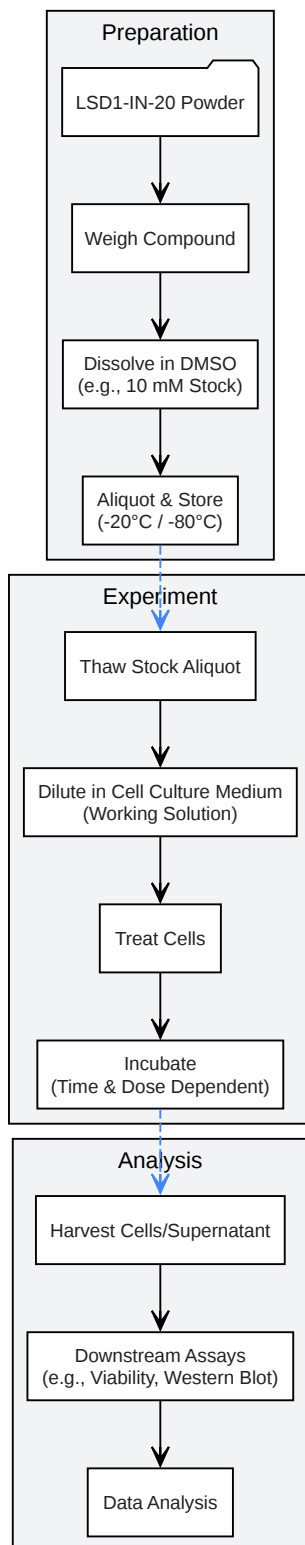 Preparation
LSD1-IN-20 Powder
Weigh Compound
Dissolve in DMSO
(e.g., 10 mM Stock)
Aliquot & Store
(-20°C / -80°C)
Experiment
Thaw Stock Aliquot
Dilute in Cell Culture Medium
(Working Solution)
Treat Cells
Incubate
(Time & Dose Dependent)
Analysis
Harvest Cells/Supernatant
Downstream Assays
(e.g., Viability, Western Blot)
Data Analysis